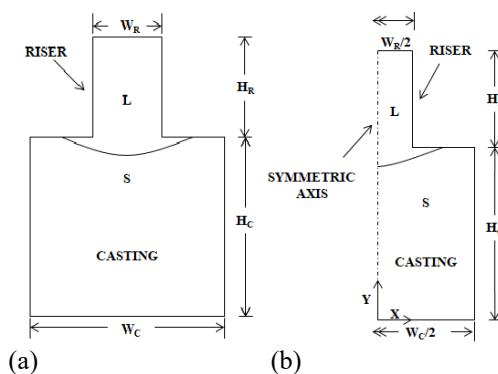 W_R
RISER
L
H_R
S
H_C
CASTING
W_C
(a)
W_R/2
RISER
L
H
SYMMETRIC
AXIS
S
H
CASTING
Y
X
W_C/2
(b)